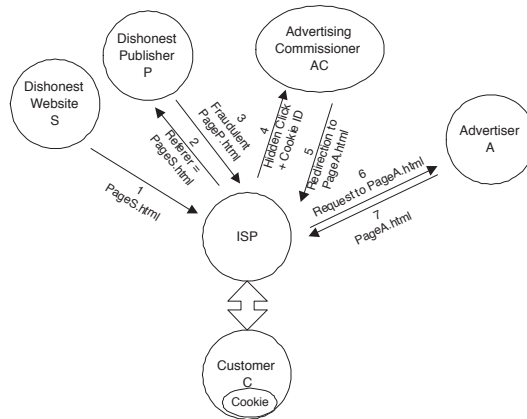 Dishonest
Publisher
P
Advertising
Commissioner
AC
Dishonest
Website
S
Advertiser
A
1
PageS.html
2
Referer =
PageS.html
3
Fraudulent
PageP.html
4
Hidden Click
+ Cookie ID
5
Redirection to
PageA.html
6
Request to PageA.html
7
PageA.html
ISP
Customer
C
Cookie